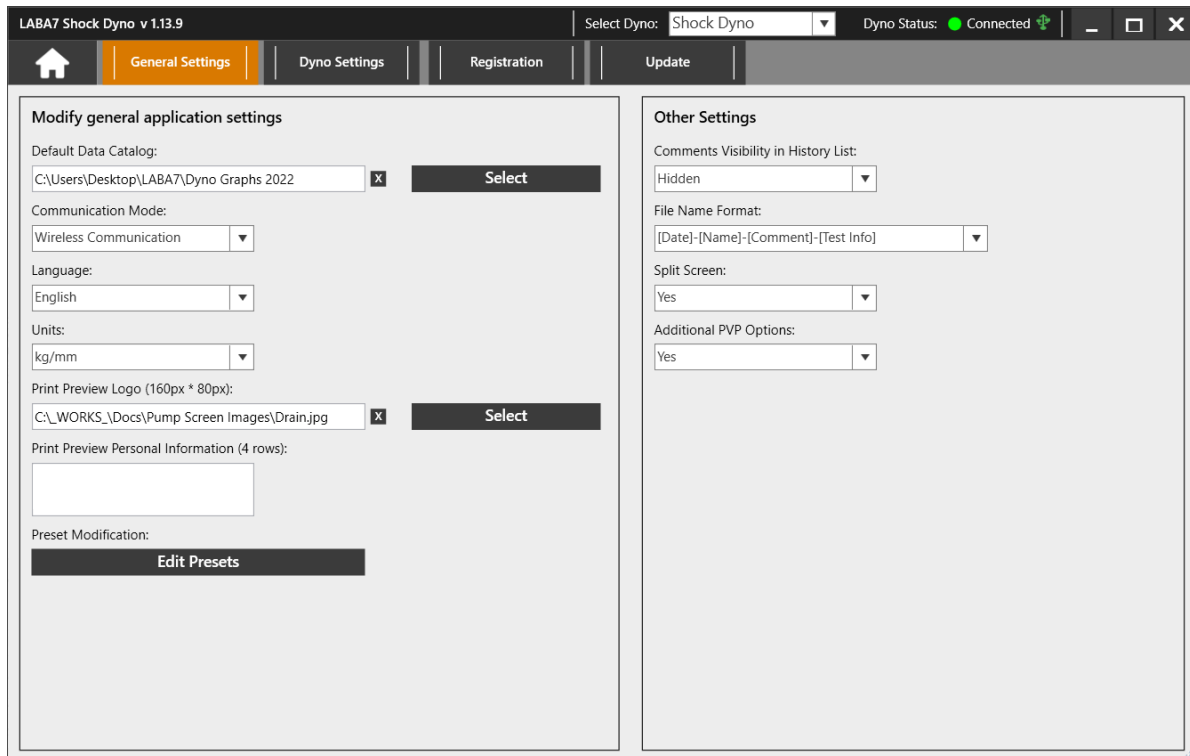 LABA7 Shock Dyno v 1.13.9
Select Dyno:
Shock Dyno
Dyno Status:
Connected
General Settings
Dyno Settings
Registration
Update
Modify general application settings
Default Data Catalog:
C:\Users\Desktop\LABA7\Dyno Graphs 2022
X
Select
Communication Mode:
Wireless Communication
Language:
English
Units:
kg/mm
Print Preview Logo (160px * 80px):
C:\_WORKS_\Docs\Pump Screen Images\Drain.jpg
X
Select
Print Preview Personal Information (4 rows):
Preset Modification:
Edit Presets
Other Settings
Comments Visibility in History List:
Hidden
File Name Format:
[Date]-[Name]-[Comment]-[Test Info]
Split Screen:
Yes
Additional PVP Options:
Yes